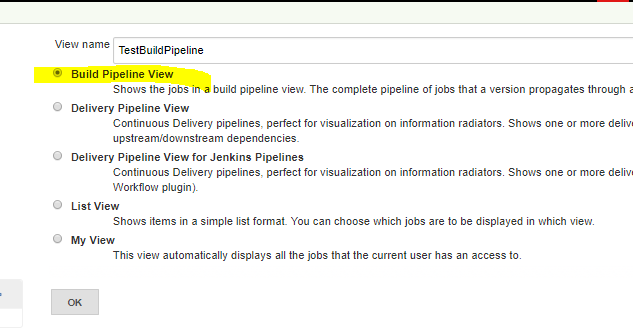 View name TestBuildPipeline
Build Pipeline View
Shows the jobs in a build pipeline view. The complete pipeline of jobs that a version propagates through a
Delivery Pipeline View
Continuous Delivery pipelines, perfect for visualization on information radiators. Shows one or more
upstream/downstream dependencies.
Delivery Pipeline View for Jenkins Pipelines
Continuous Delivery pipelines, perfect for visualization on information radiators. Shows one or more
Workflow plugin).
List View
Shows items in a simple list format. You can choose which jobs are to be displayed in which view.
My View
This view automatically displays all the jobs that the current user has an access to.
OK